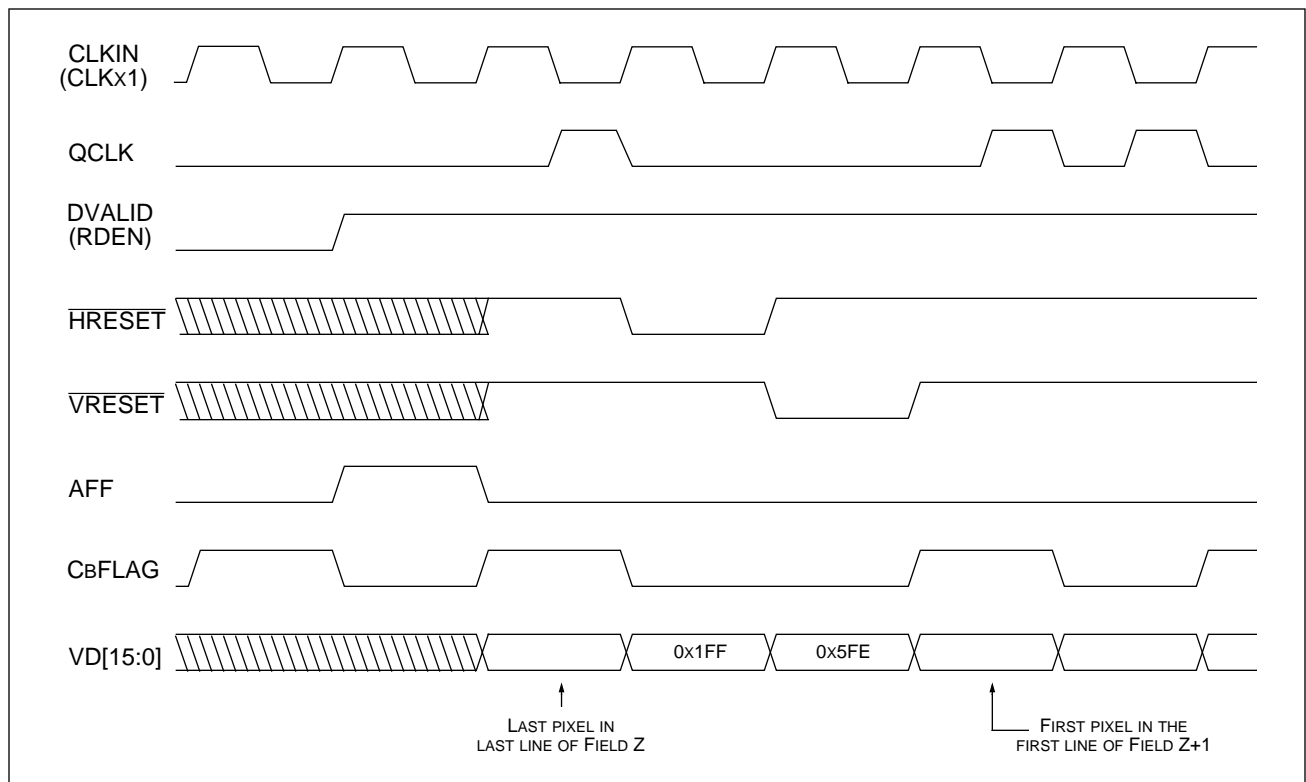 CLKIN
(CLKX1)
QCLK
DVALID
(RDEN)
HRESET
VRESET
AFF
CBFLAG
VD[15:0]
0X1FF
0X5FE
LAST PIXEL IN
LAST LINE OF FIELD Z
FIRST PIXEL IN THE
FIRST LINE OF FIELD Z+1